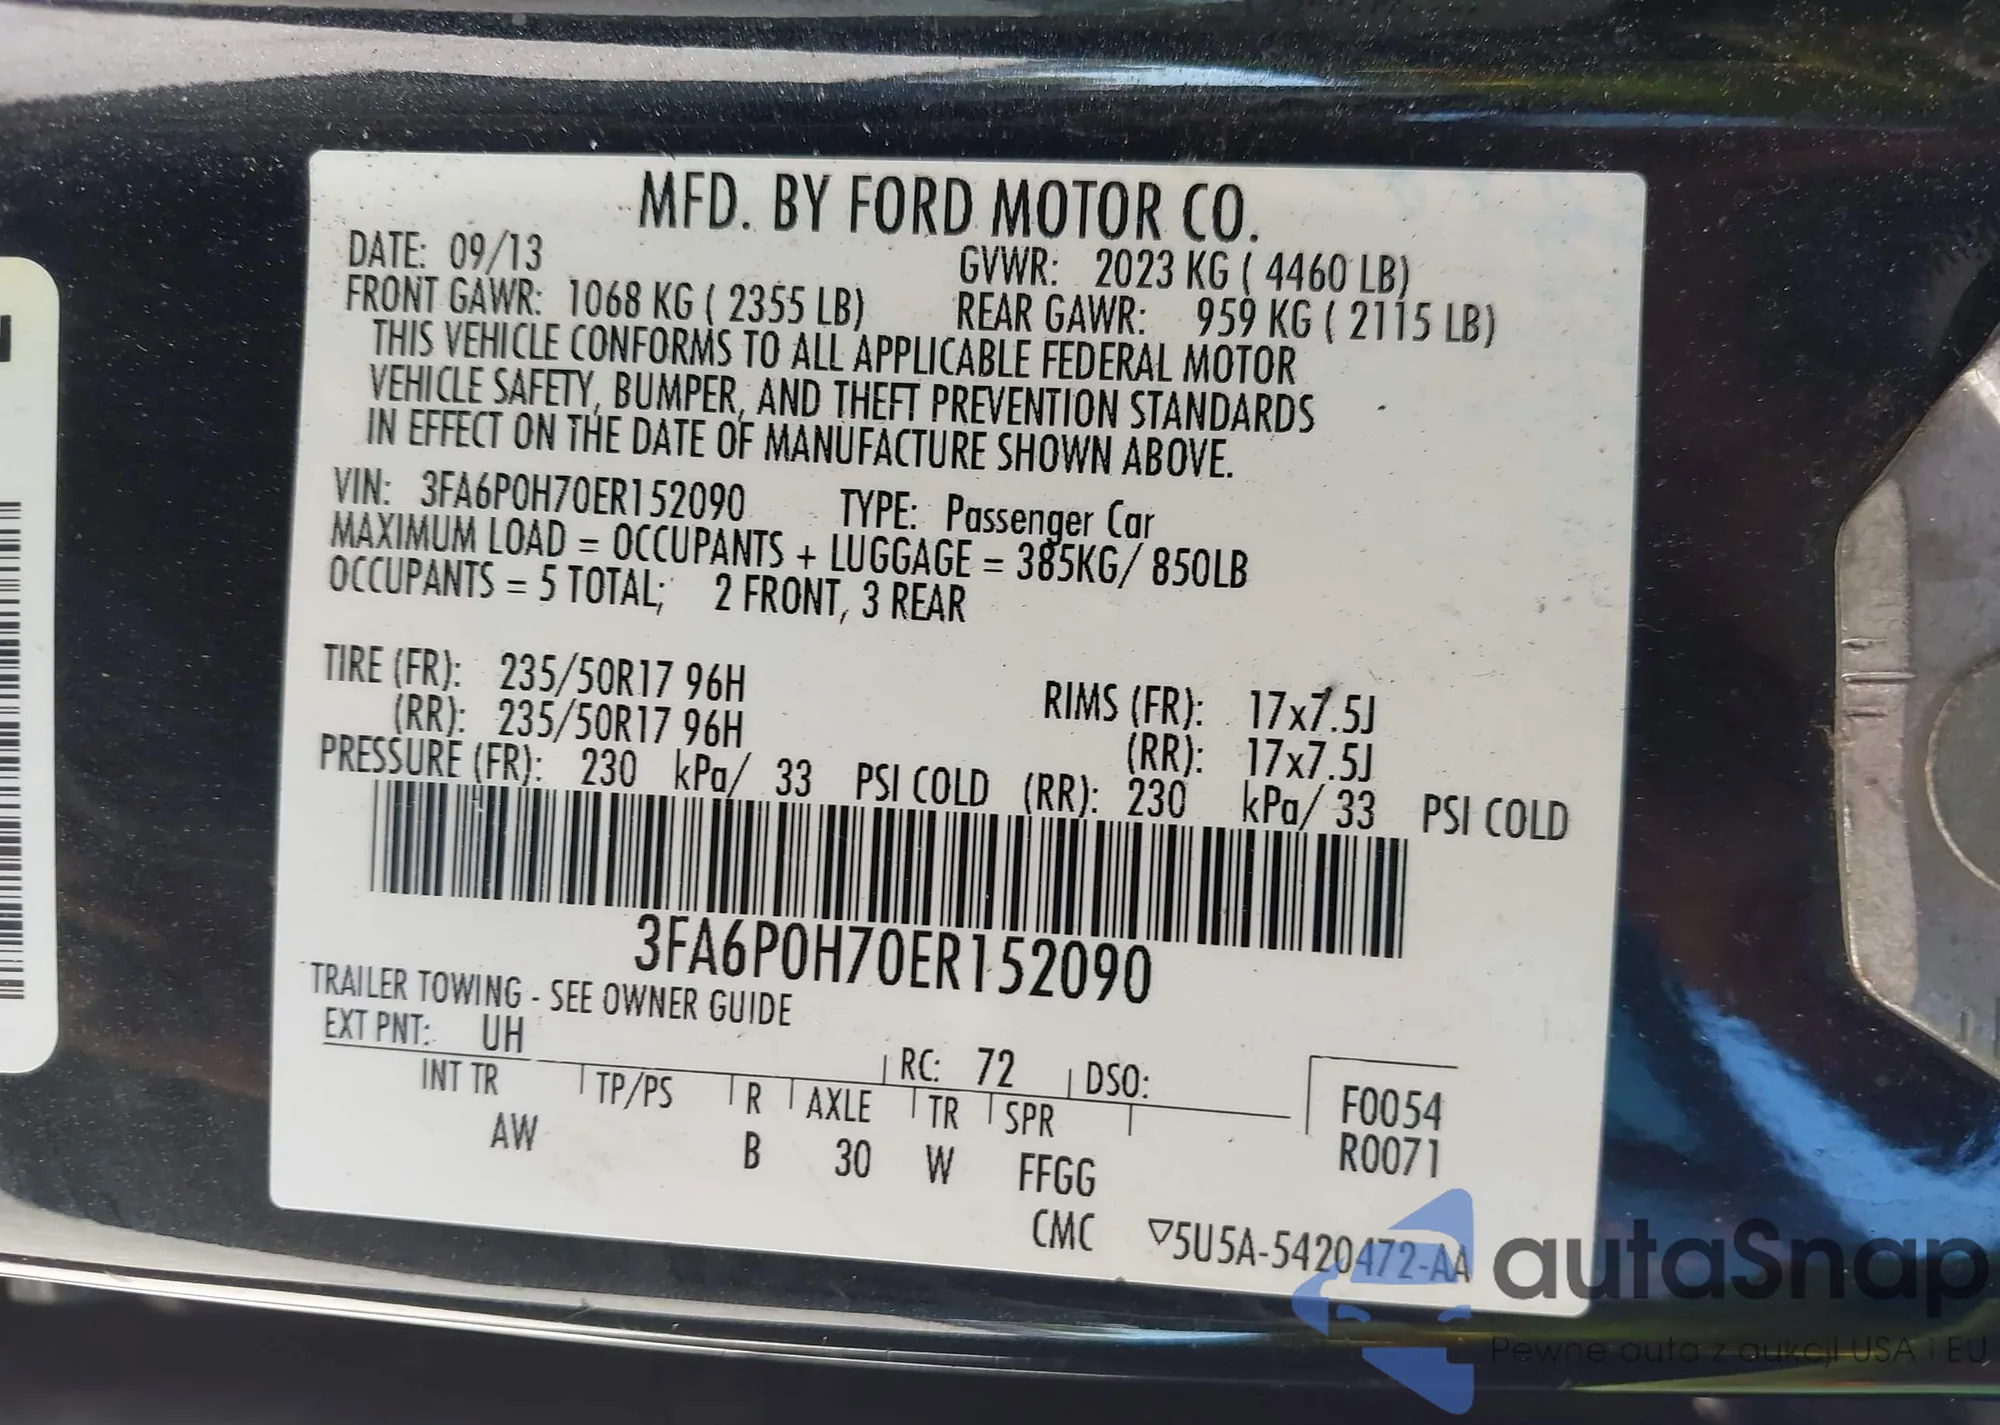 MFD. BY FORD MOTOR CO.
DATE: 09/13 GVWR: 2023 KG ( 4460 LB)
FRONT GAWR: 1068 KG ( 2355 LB) REAR GAWR: 959 KG ( 2115 LB)
THIS VEHICLE CONFORMS TO ALL APPLICABLE FEDERAL MOTOR
VEHICLE SAFETY, BUMPER, AND THEFT PREVENTION STANDARDS
IN EFFECT ON THE DATE OF MANUFACTURE SHOWN ABOVE.
VIN: 3FA6P0H70ER152090 TYPE: Passenger Car
MAXIMUM LOAD = OCCUPANTS + LUGGAGE = 385KG/ 850LB
OCCUPANTS = 5 TOTAL; 2 FRONT, 3 REAR
TIRE (FR): 235/50R17 96H RIMS (FR): 17x7.5J
(RR): 235/50R17 96H (RR): 17x7.5J
PRESSURE (FR): 230 kPa/ 33 PSI COLD (RR): 230 kPa/ 33 PSI COLD
3FA6P0H70ER152090
TRAILER TOWING - SEE OWNER GUIDE
EXT PNT: UH RC: 72 DSO:
INT TR TP/PS R AXLE TR SPR F0054
AW B 30 W FFGG R0071
CMC ▽5U5A-5420472-AA
autaSnap
Pewne auta z aukcji USA i EU